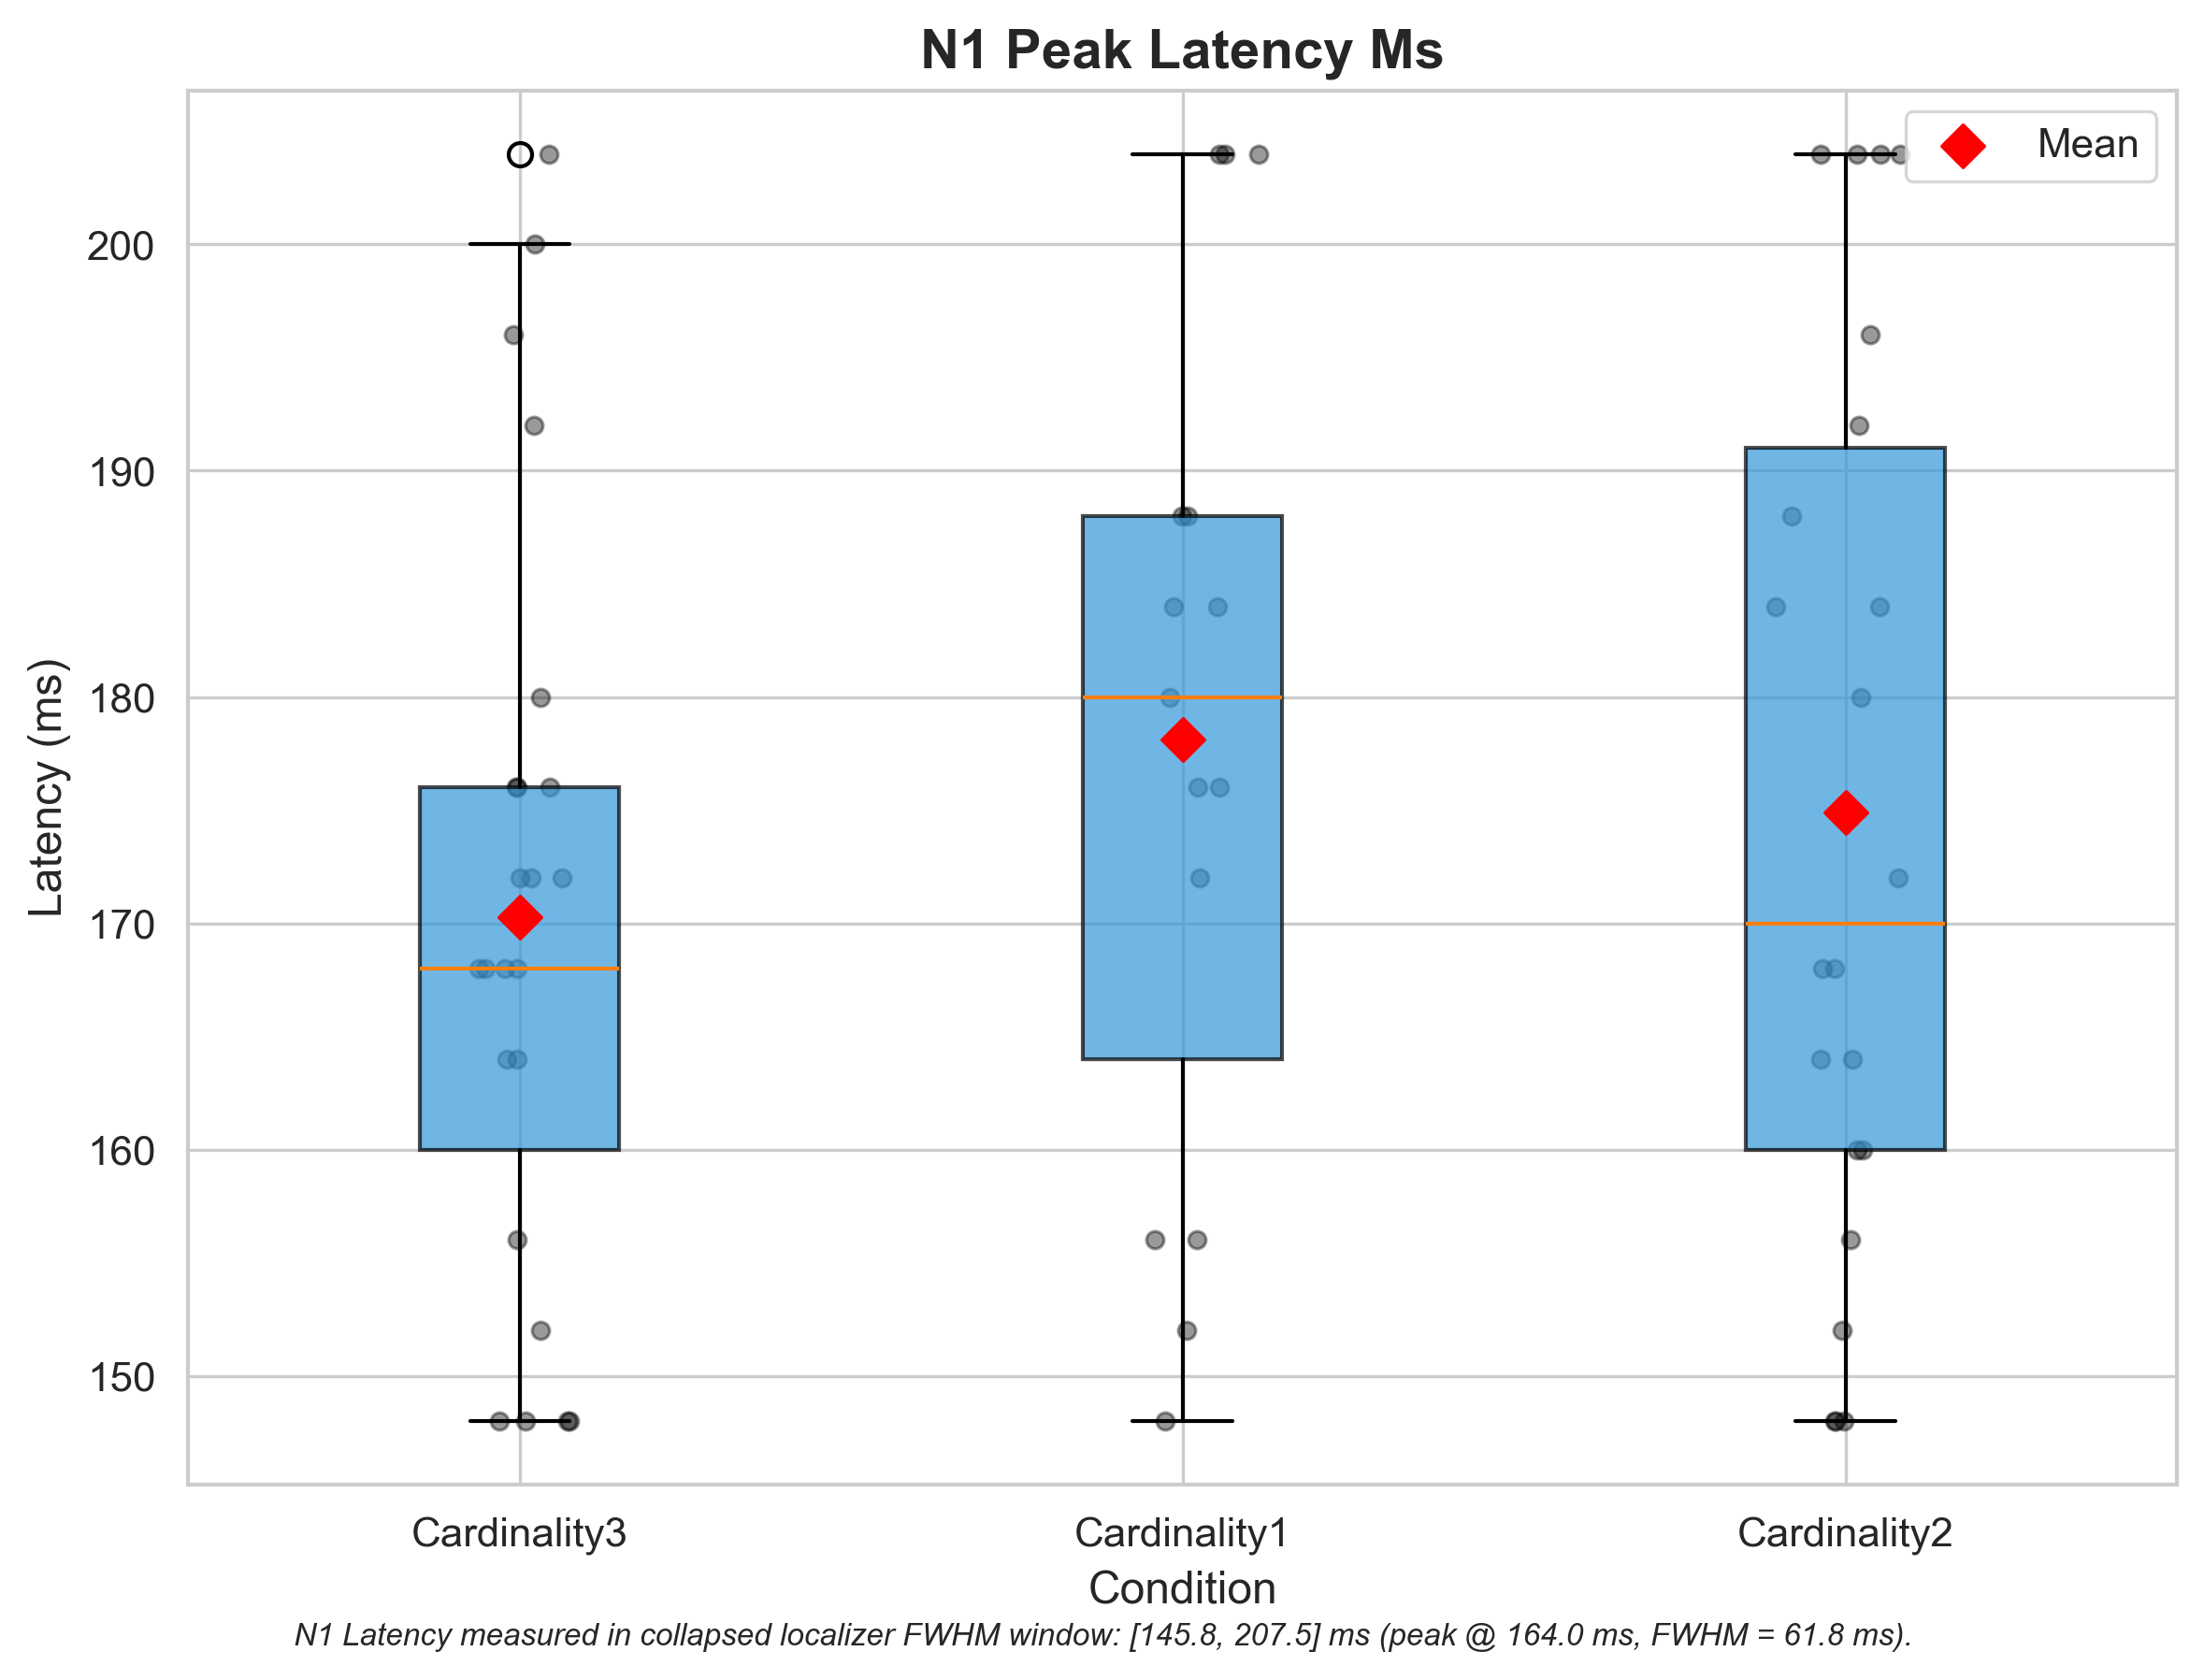 N1 Peak Latency Ms
Mean
200
190
180
170
160
150
Latency (ms)
Cardinality3
Cardinality1
Cardinality2
Condition
N1 Latency measured in collapsed localizer FWHM window: [145.8, 207.5] ms (peak @ 164.0 ms, FWHM = 61.8 ms).